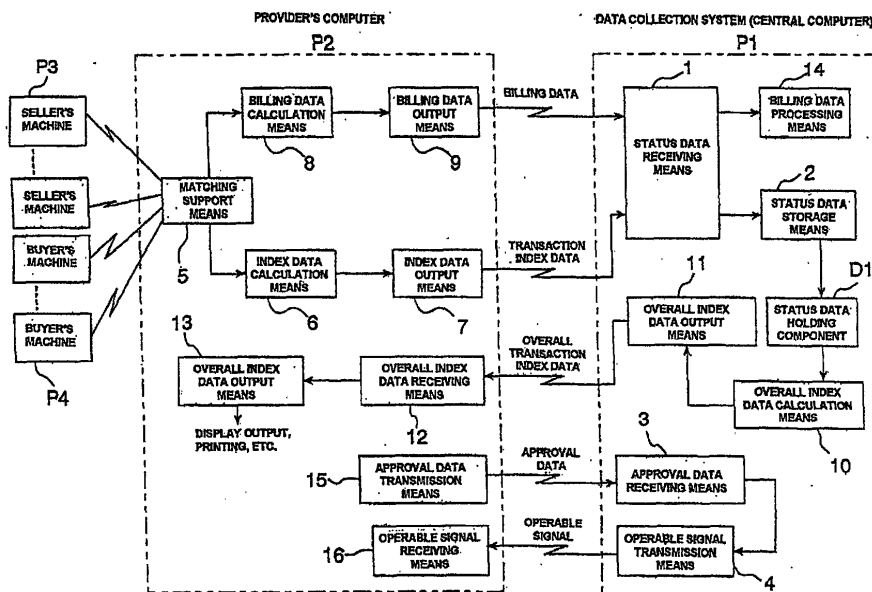 PROVIDER'S COMPUTER
P2
DATA COLLECTION SYSTEM (CENTRAL COMPUTER)
P1
P3
SELLER'S
MACHINE
SELLER'S
MACHINE
BUYER'S
MACHINE
BUYER'S
MACHINE
P4
MATCHING
SUPPORT
MEANS
5
BILLING DATA
CALCULATION
MEANS
8
BILLING DATA
OUTPUT
MEANS
9
BILLING DATA
1
STATUS DATA
RECEIVING
MEANS
14
BILLING DATA
PROCESSING
MEANS
2
STATUS DATA
STORAGE
MEANS
INDEX DATA
CALCULATION
MEANS
6
INDEX DATA
OUTPUT
MEANS
7
TRANSACTION
INDEX DATA
11
OVERALL INDEX
DATA OUTPUT
MEANS
D1
STATUS DATA
HOLDING
COMPONENT
13
OVERALL INDEX
DATA OUTPUT
MEANS
DISPLAY OUTPUT,
PRINTING, ETC.
OVERALL INDEX
DATA RECEIVING
MEANS
12
OVERALL
TRANSACTION
INDEX DATA
OVERALL INDEX
DATA CALCULATION
MEANS
10
15
APPROVAL DATA
TRANSMISSION
MEANS
APPROVAL
DATA
3
APPROVAL DATA
RECEIVING MEANS
16
OPERABLE SIGNAL
RECEIVING
MEANS
OPERABLE
SIGNAL
OPERABLE SIGNAL
TRANSMISSION
MEANS
4